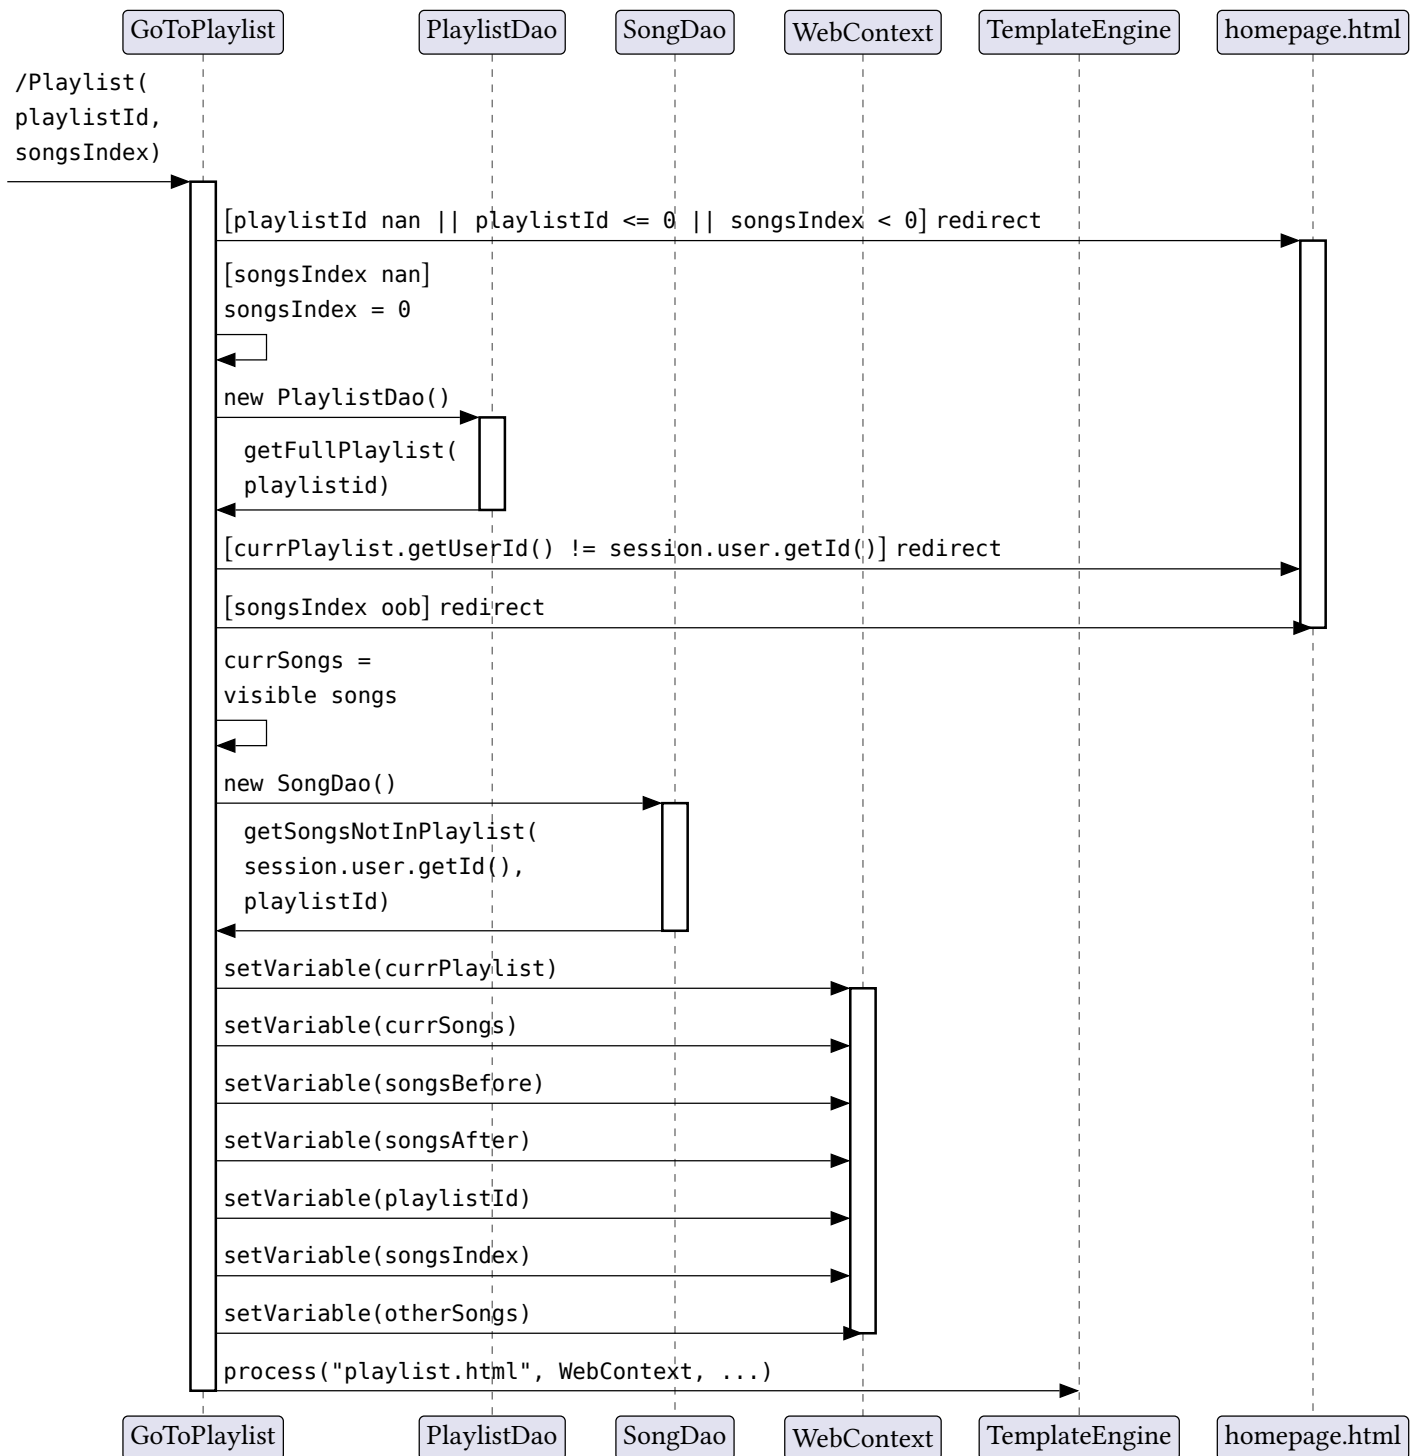 GoToPlaylist PlaylistDao SongDao WebContext TemplateEngine homepage.html
/Playlist(
playlistId,
songsIndex)
[playlistId nan || playlistId <= 0 || songsIndex < 0] redirect
[songsIndex nan]
songsIndex = 0
new PlaylistDao()
getFullPlaylist(
playlistid)
[currPlaylist.getUserId() != session.user.getId()] redirect
[songsIndex oob] redirect
currSongs =
visible songs
new SongDao()
getSongsNotInPlaylist(
session.user.getId(),
playlistId)
setVariable(currPlaylist)
setVariable(currSongs)
setVariable(songsBefore)
setVariable(songsAfter)
setVariable(playlistId)
setVariable(songsIndex)
setVariable(otherSongs)
process("playlist.html", WebContext, ...)
GoToPlaylist PlaylistDao SongDao WebContext TemplateEngine homepage.html